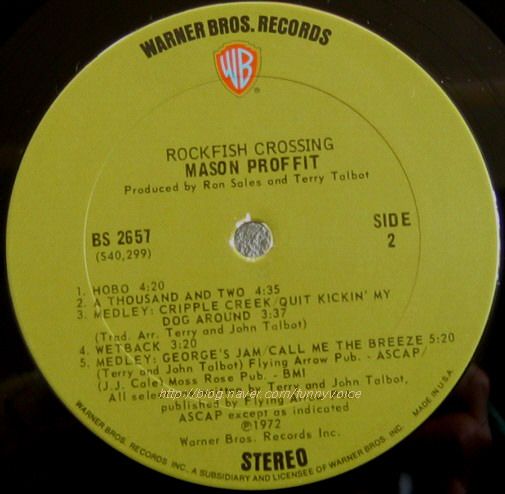 WARNER BROS. RECORDS
WB
®
ROCKFISH CROSSING
MASON PROFFIT
Produced by Ron Sales and Terry Talbot
BS 2657
(S40,299)
SIDE
2
1. HOBO 4:20
2. A THOUSAND AND TWO 4:35
3. MEDLEY: CRIPPLE CREEK/QUIT KICKIN' MY
DOG AROUND 3:37
(Trad. Arr. Terry and John Talbot)
4. WETBACK 3:20
5. MEDLEY: GEORGE'S JAM/CALL ME THE BREEZE 5:20
(Terry and John Talbot) Flying Arrow Pub. - ASCAP/
(J.J. Cale) Moss Rose Pub. - BMI
All by Terry and John Talbot,
http://blog.naver.com/funnyvoice
published by Flying
ASCAP except as indicated
℗1972
Warner Bros. Records Inc.
STEREO
WARNER BROS. RECORDS INC. A SUBSIDIARY AND LICENSEE OF WARNER BROS. INC. MADE IN U.S.A.